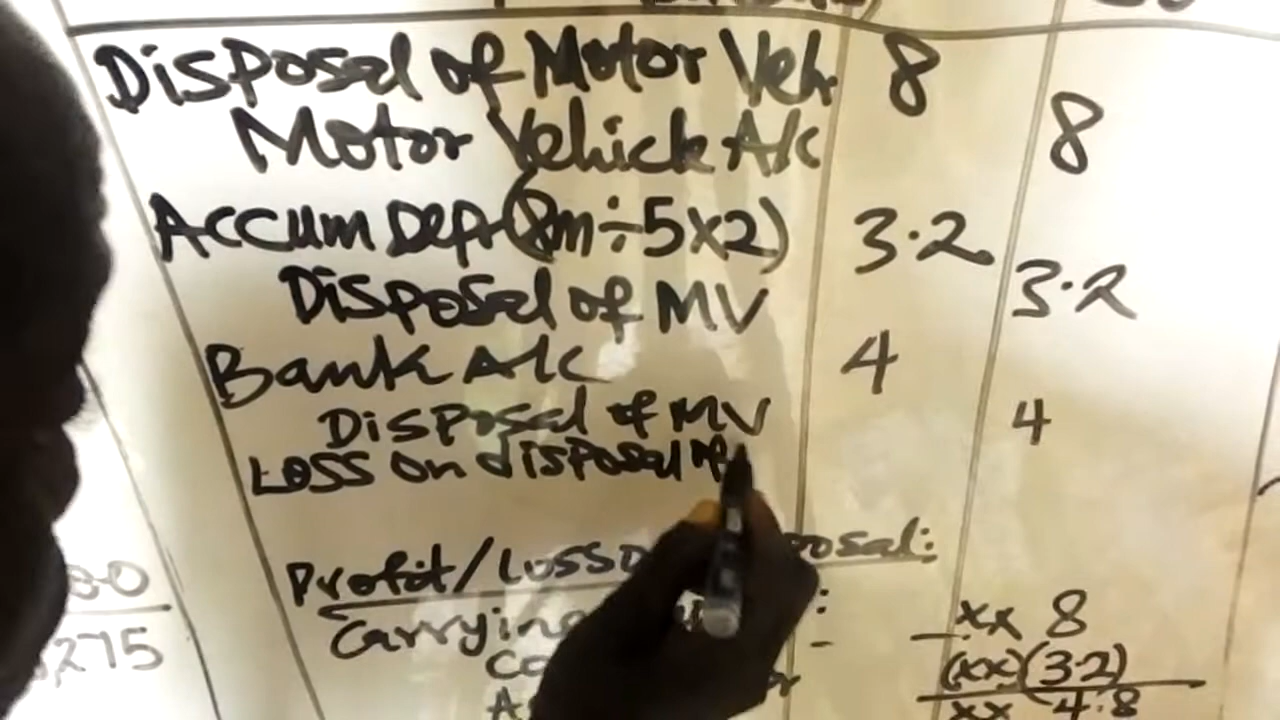 Disposal of Motor Veh. 8
Motor Vehicle A/c 8
Accum Depr (8m÷5x2) 3.2
Disposal of MV 3.2
Bank A/c 4
Disposal of MV 4
Loss on disposal of
Profit/Loss
Carrying : xx 8
(xx) (3.2)
xx 4.8
275